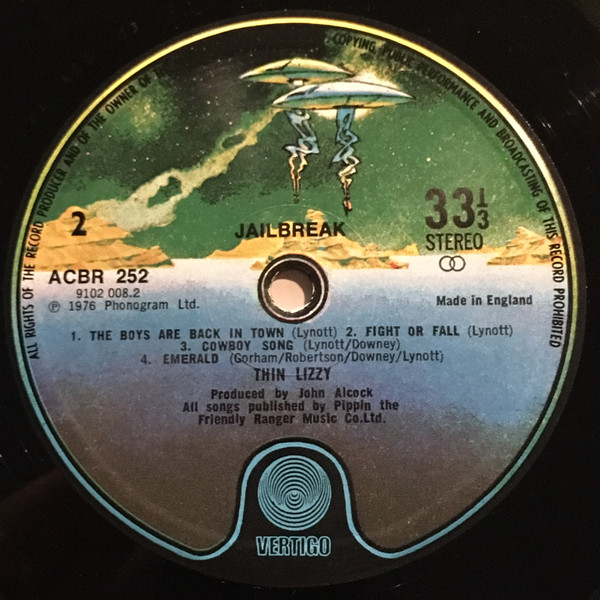 ALL RIGHTS OF THE RECORD PRODUCER AND OF THE OWNER OF THE
COPYING PUBLIC PERFORMANCE AND BROADCASTING OF THIS RECORD PROHIBITED
2
JAILBREAK
33⅓
STEREO
ACBR 252
9102 008.2
℗ 1976 Phonogram Ltd.
Made in England
1. THE BOYS ARE BACK IN TOWN (Lynott) 2. FIGHT OR FALL (Lynott)
3. COWBOY SONG (Lynott/Downey)
4. EMERALD (Gorham/Robertson/Downey/Lynott)
THIN LIZZY
Produced by John Alcock
All songs published by Pippin the
Friendly Ranger Music Co.Ltd.
VERTIGO